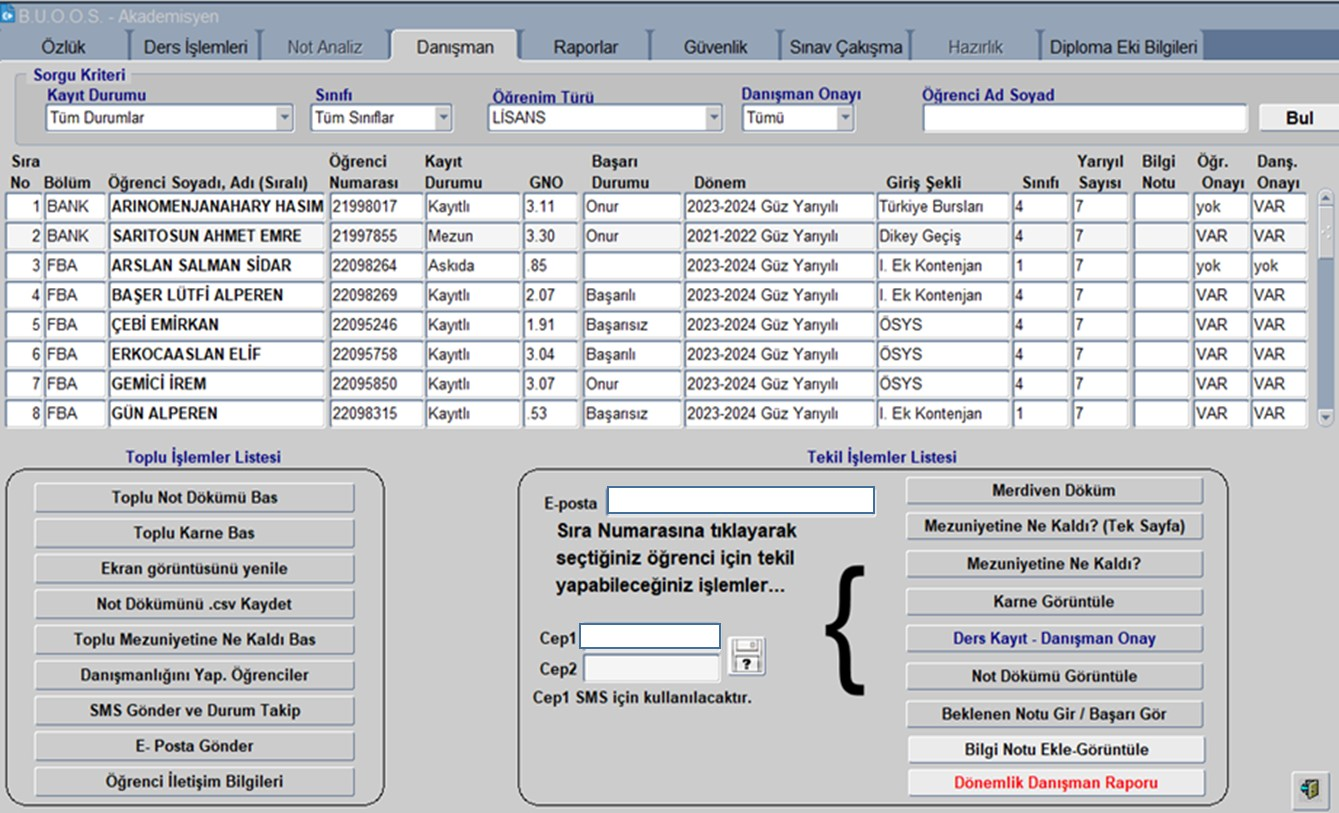 B.U.O.O.S. - Akademisyen
Özlük Ders İşlemleri Not Analiz Danışman Raporlar Güvenlik Sınav Çakışma Hazırlık Diploma Eki Bilgileri
Sorgu Kriteri
Kayıt Durumu Sınıfı Öğrenim Türü Danışman Onayı Öğrenci Ad Soyad
Tüm Durumlar Tüm Sınıflar LİSANS Tümü Bul
Sıra Öğrenci Kayıt Başarı Yarıyıl Bilgi Öğr. Danş.
No Bölüm Öğrenci Soyadı, Adı (Sıralı) Numarası Durumu GNO Durumu Dönem Giriş Şekli Sınıfı Sayısı Notu Onayı Onayı
1 BANK ARINOMENJANAHARY HASIM 21998017 Kayıtlı 3.11 Onur 2023-2024 Güz Yarıyılı Türkiye Bursları 4 7 yok VAR
2 BANK SARITOSUN AHMET EMRE 21997855 Mezun 3.30 Onur 2021-2022 Güz Yarıyılı Dikey Geçiş 4 7 VAR VAR
3 FBA ARSLAN SALMAN SİDAR 22098264 Askıda .85 2023-2024 Güz Yarıyılı I. Ek Kontenjan 1 7 yok yok
4 FBA BAŞER LÜTFİ ALPEREN 22098269 Kayıtlı 2.07 Başarılı 2023-2024 Güz Yarıyılı I. Ek Kontenjan 4 7 VAR VAR
5 FBA ÇEBİ EMİRKAN 22095246 Kayıtlı 1.91 Başarısız 2023-2024 Güz Yarıyılı ÖSYS 4 7 VAR VAR
6 FBA ERKOCAASLAN ELİF 22095758 Kayıtlı 3.04 Başarılı 2023-2024 Güz Yarıyılı ÖSYS 4 7 VAR VAR
7 FBA GEMİCİ İREM 22095850 Kayıtlı 3.07 Onur 2023-2024 Güz Yarıyılı ÖSYS 4 7 VAR VAR
8 FBA GÜN ALPEREN 22098315 Kayıtlı .53 Başarısız 2023-2024 Güz Yarıyılı I. Ek Kontenjan 1 7 VAR VAR
Toplu İşlemler Listesi
Toplu Not Dökümü Bas
Toplu Karne Bas
Ekran görüntüsünü yenile
Not Dökümünü .csv Kaydet
Toplu Mezuniyetine Ne Kaldı Bas
Danışmanlığını Yap. Öğrenciler
SMS Gönder ve Durum Takip
E- Posta Gönder
Öğrenci İletişim Bilgileri
Tekil İşlemler Listesi
E-posta
Sıra Numarasına tıklayarak
seçtiğiniz öğrenci için tekil
yapabileceğiniz işlemler...
{
Cep1
Cep2
?
Cep1 SMS için kullanılacaktır.
Merdiven Döküm
Mezuniyetine Ne Kaldı? (Tek Sayfa)
Mezuniyetine Ne Kaldı?
Karne Görüntüle
Ders Kayıt - Danışman Onay
Not Dökümü Görüntüle
Beklenen Notu Gir / Başarı Gör
Bilgi Notu Ekle-Görüntüle
Dönemlik Danışman Raporu